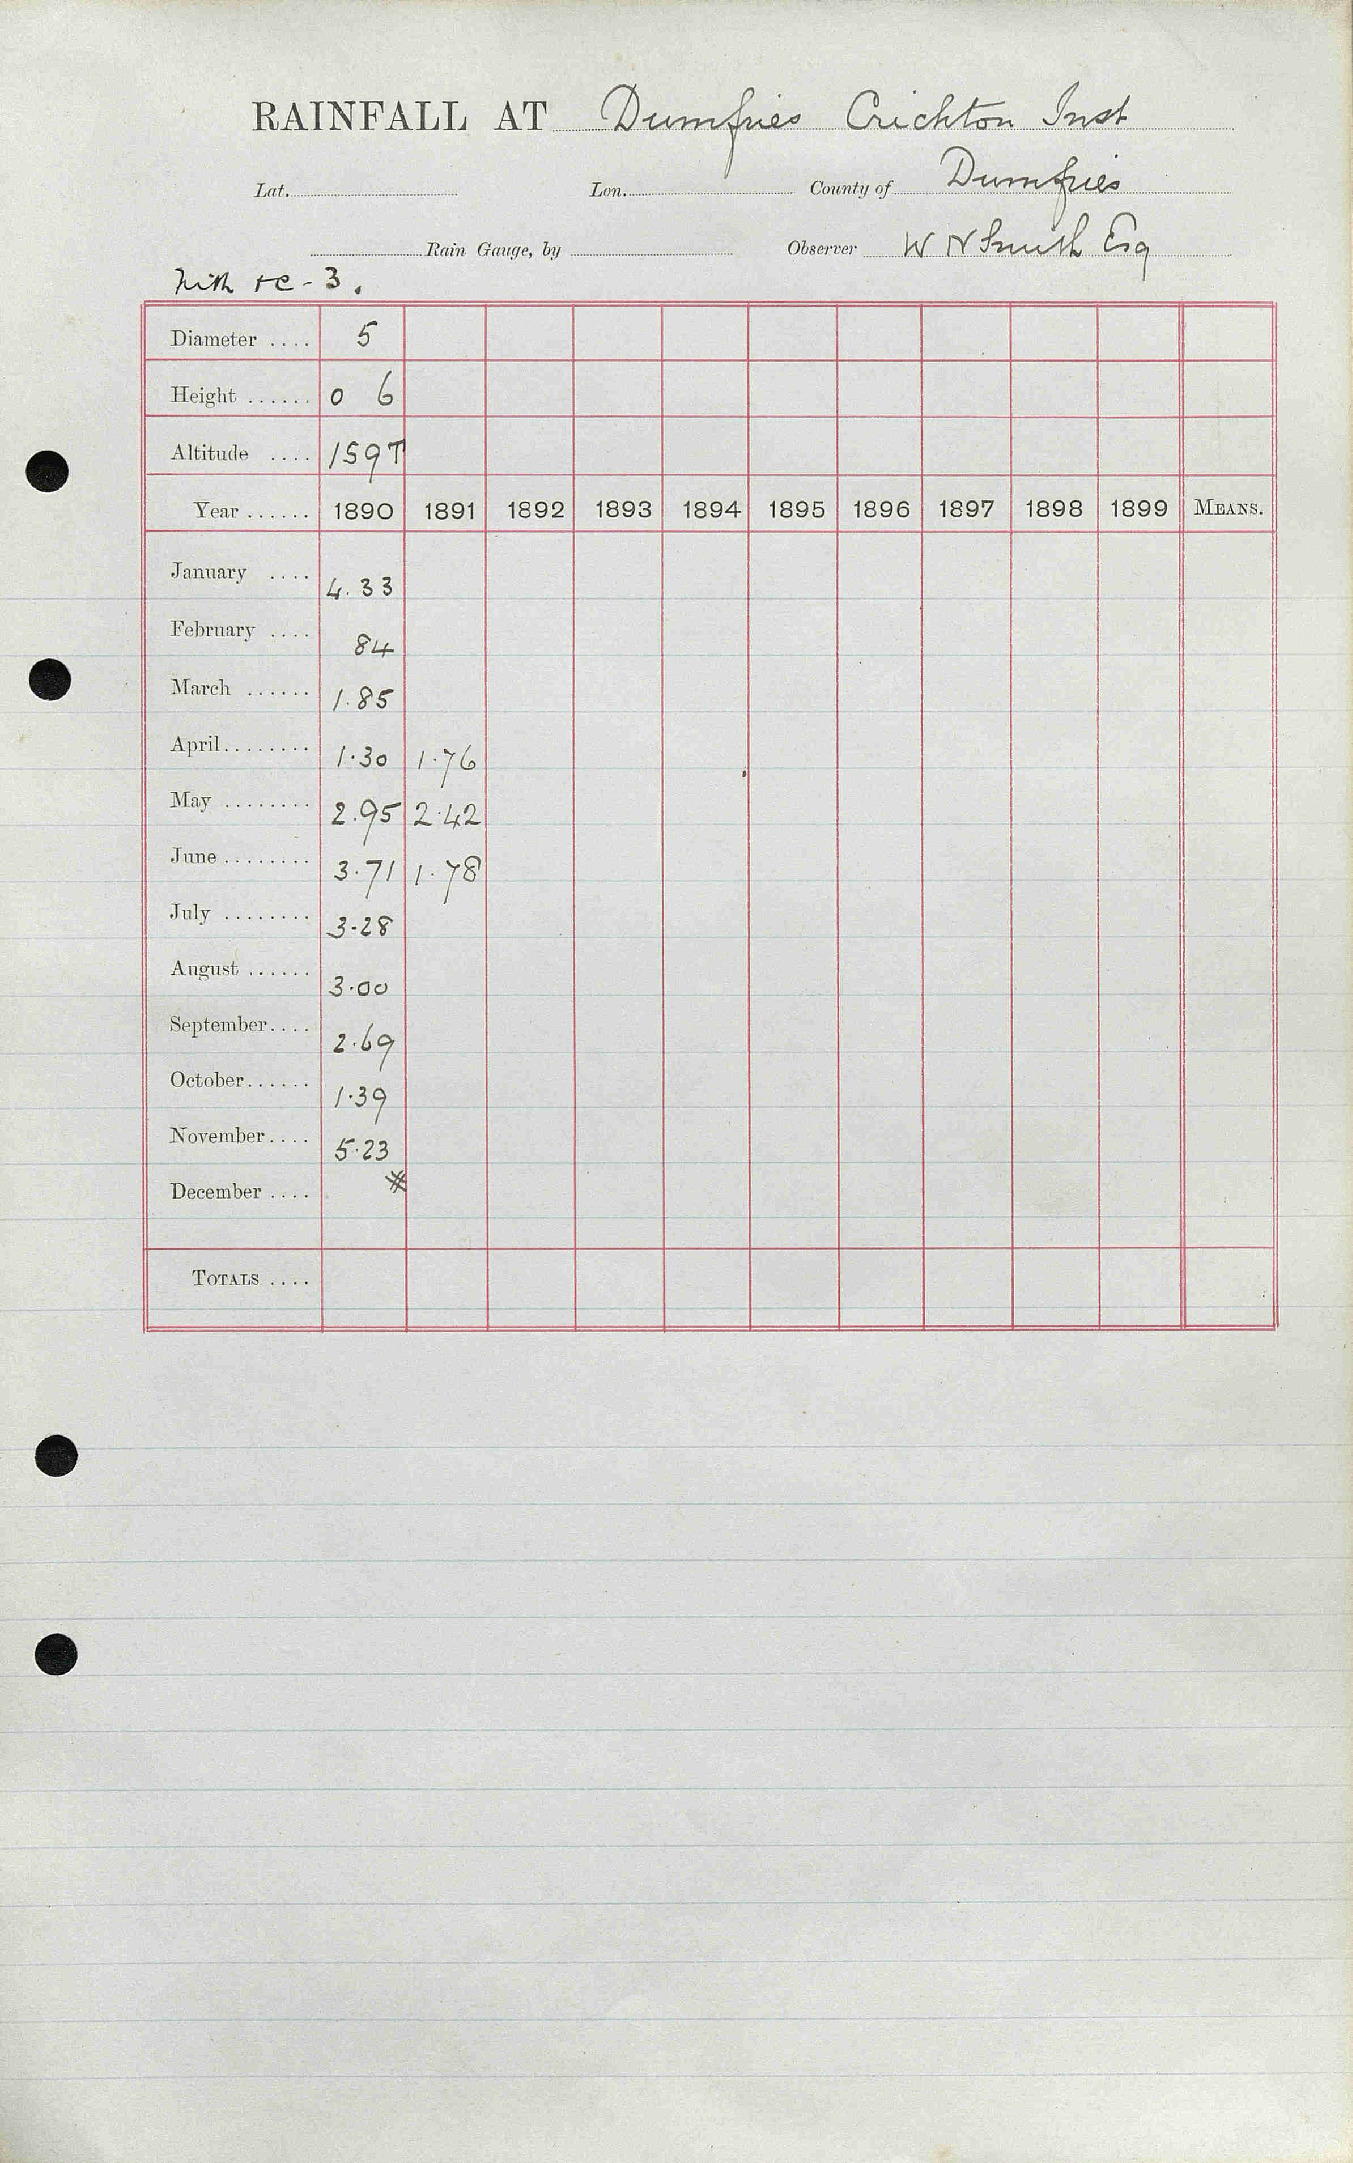 RAINFALL AT Dumfries Crichton Inst
Lat. Lon. County of Dumfries
Rain Gauge, by Observer W N Smith Esq
Nith &c - 3.
Diameter .... 5
Height ...... 0 6
Altitude .... 159T
Year ...... 1890 1891 1892 1893 1894 1895 1896 1897 1898 1899 MEANS.
January .... 4.33
February .... 84
March ...... 1.85
April ........ 1.30 1.76
May ........ 2.95 2.42
June ........ 3.71 1.78
July ........ 3.28
August ...... 3.00
September .... 2.69
October ...... 1.39
November .... 5.23
December .... #
TOTALS ....